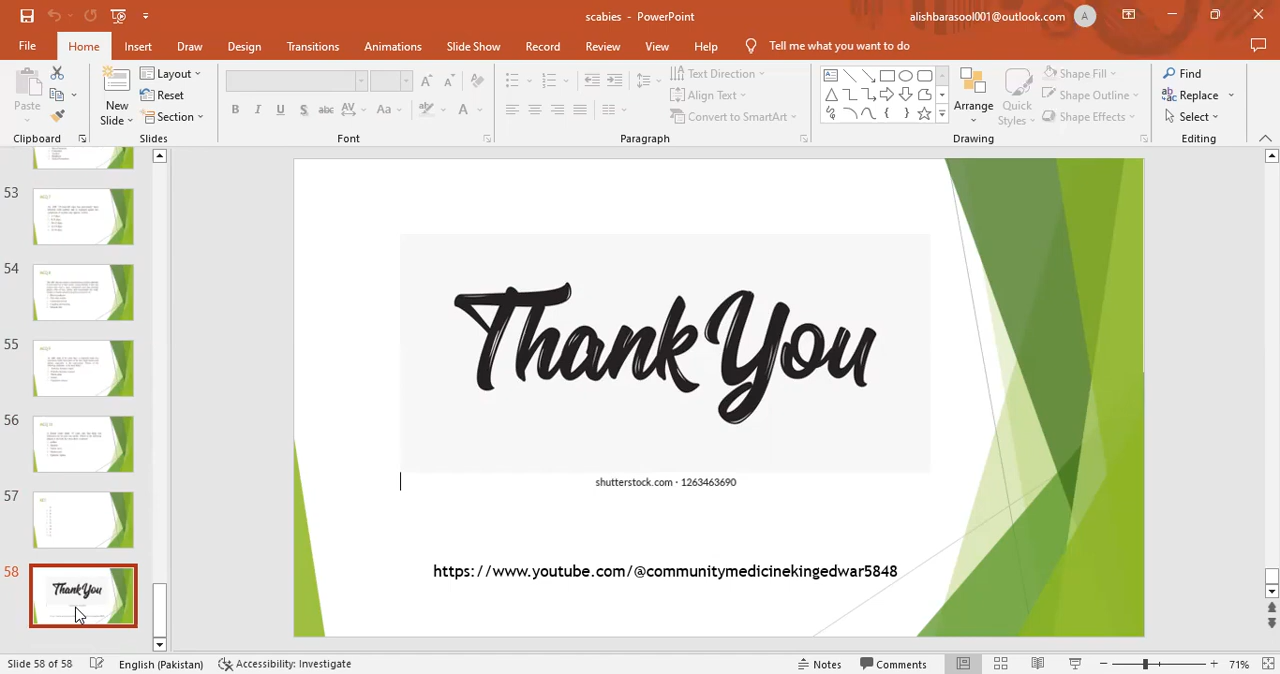 scabies - PowerPoint
alishbarasool001@outlook.com
A
File
Home
Insert
Draw
Design
Transitions
Animations
Slide Show
Record
Review
View
Help
Tell me what you want to do
Paste
New
Slide
Layout
Reset
Section
Text Direction
Align Text
Convert to SmartArt
Arrange
Quick
Styles
Shape Fill
Shape Outline
Shape Effects
Find
Replace
Select
Clipboard
Slides
Font
Paragraph
Drawing
Editing
53
54
55
56
57
58
Thank You
Thank You
shutterstock.com · 1263463690
https://www.youtube.com/@communitymedicinekingedwar5848
Slide 58 of 58
English (Pakistan)
Accessibility: Investigate
Notes
Comments
71%